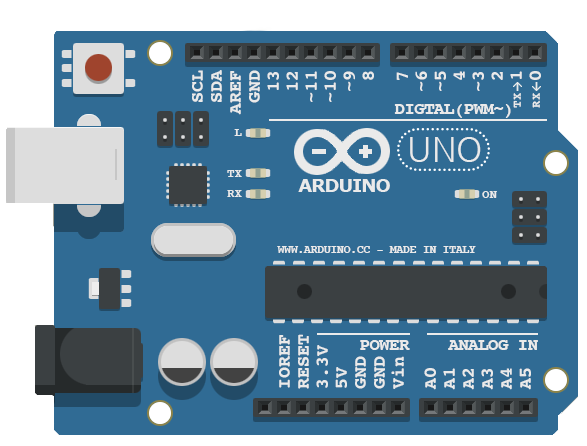 SCL
SDA
AREF
GND
13
12
~11
~10
~9
8
7
~6
~5
4
~3
2
TX→1
RX←0
DIGTAL(PWM~)
L
TX
RX
UNO
ARDUINO
ON
WWW.ARDUINO.CC - MADE IN ITALY
POWER
ANALOG IN
IOREF
RESET
3.3V
5V
GND
GND
Vin
A0
A1
A2
A3
A4
A5